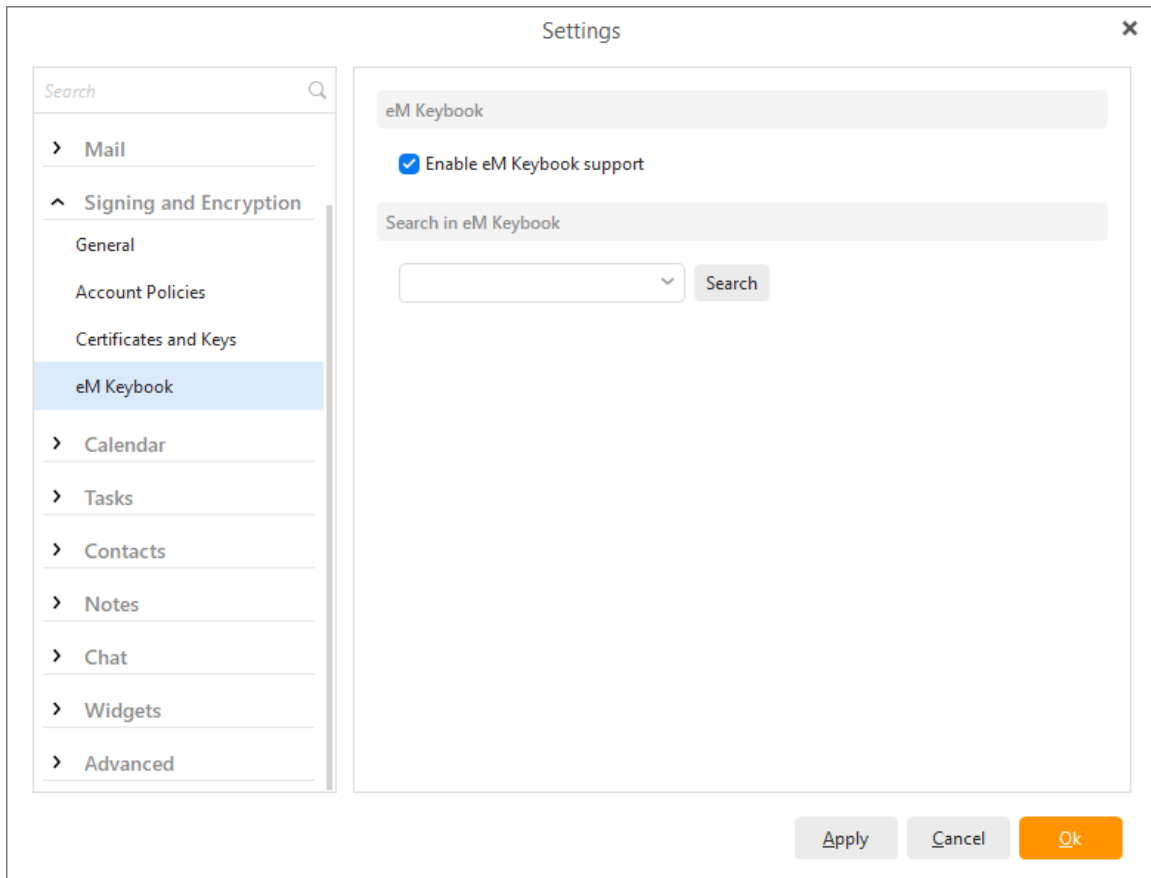 Settings
Search
Mail
Signing and Encryption
General
Account Policies
Certificates and Keys
eM Keybook
Calendar
Tasks
Contacts
Notes
Chat
Widgets
Advanced
eM Keybook
Enable eM Keybook support
Search in eM Keybook
Search
Apply
Cancel
Ok